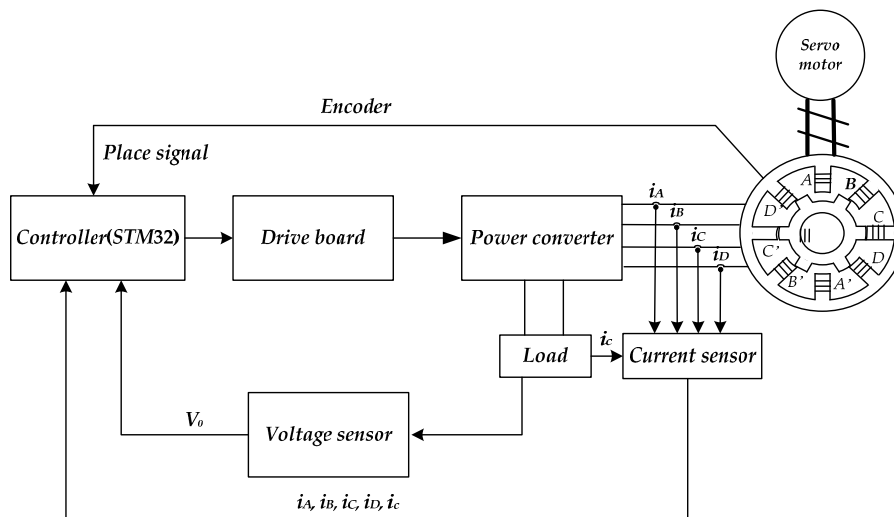 Servo
motor
Encoder
Place signal
Controller(STM32)
Drive board
Power converter
i_A
i_B
i_C
i_D
A
B
C
D
A'
B'
C'
D'
Load
i_c
Current sensor
V_0
Voltage sensor
i_A, i_B, i_C, i_D, i_c